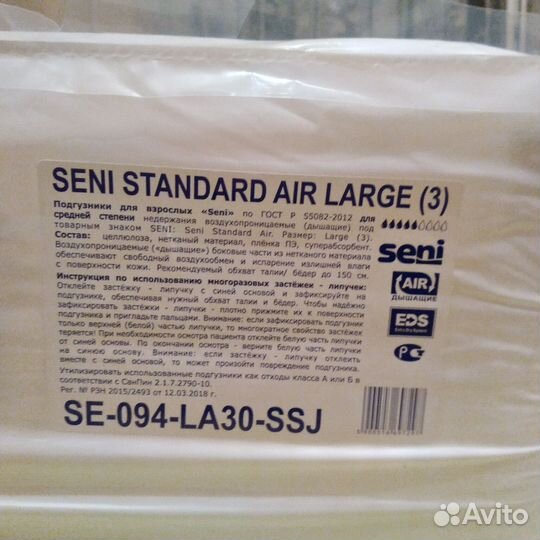 SENI STANDARD AIR LARGE (3)
Подгузники для взрослых «Seni» по ГОСТ Р 55082-2012 для
средней степени недержания воздухопроницаемые (дышащие) под
товарным знаком SENI: Seni Standard Air. Размер: Large (3).
Состав: целлюлоза, нетканый материал, плёнка ПЭ, суперабсорбент.
Воздухопроницаемые («дышащие») боковые части из нетканого материала
обеспечивают свободный воздухообмен и испарение излишней влаги
с поверхности кожи. Рекомендуемый обхват талии/ бёдер до 150 см.
Инструкция по использованию многоразовых застёжек - липучек:
Отклейте застёжку - липучку с синей основой и зафиксируйте на
подгузнике, обеспечивая нужный обхват талии и бёдер. Чтобы надёжно
зафиксировать застёжки - липучки - плотно прижмите их к поверхности
подгузника и пригладьте пальцами. Внимание: если зафиксировать подгузник
только верхней (белой) частью липучки, то многократное свойство застёжки
теряется! При необходимости осмотра пациента отклейте белую часть липучки
от синей основы. По окончании осмотра - верните белую часть липучки
на синюю основу. Внимание: если застёжку - липучку отклеить
вместе с синей основой, то может произойти повреждение подгузника.
Утилизировать использованные подгузники как отходы класса А или Б в
соответствии с СанПин 2.1.7.2790-10.
Рег. № РЗН 2015/2493 от 12.03.2018 г.
SE-094-LA30-SSJ
seni
AIR
ДЫШАЩИЕ
EDS
Extra Dry System
Avito